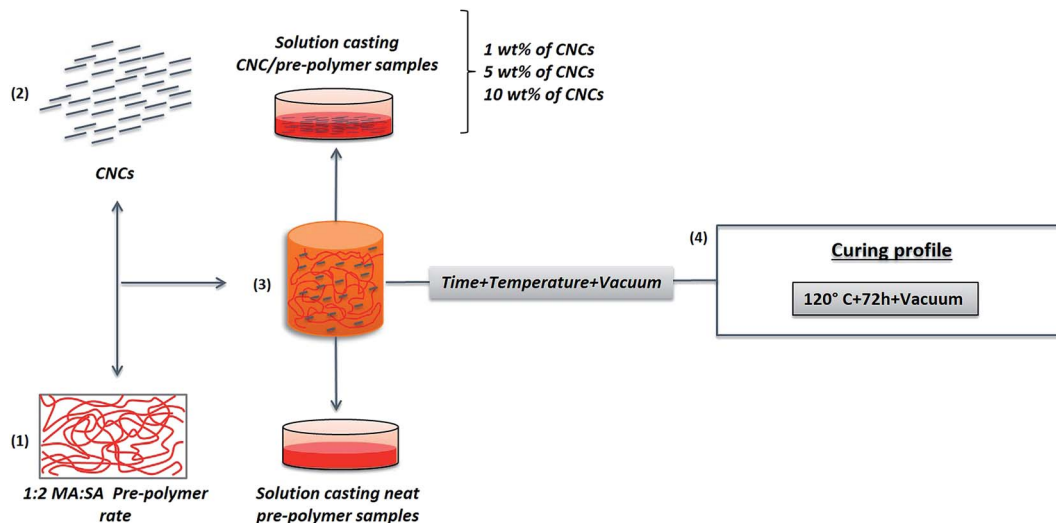 (2)
CNCs
Solution casting
CNC/pre-polymer samples
1 wt% of CNCs
5 wt% of CNCs
10 wt% of CNCs
(3)
Time+Temperature+Vacuum
(4)
Curing profile
120° C+72h+Vacuum
(1)
1:2 MA:SA Pre-polymer
rate
Solution casting neat
pre-polymer samples